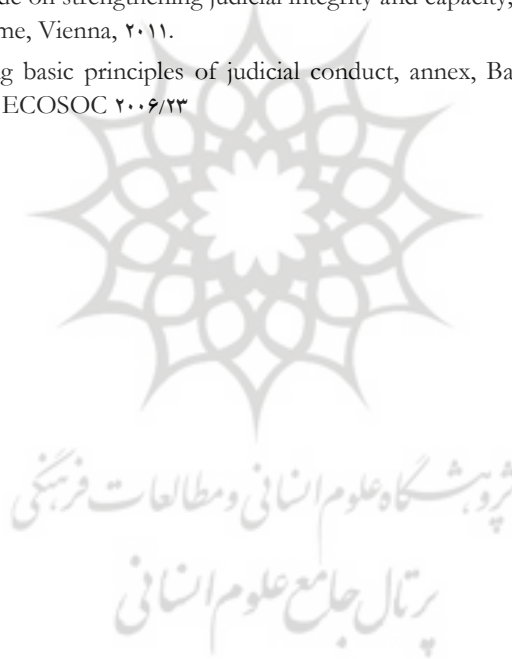 de on strengthening judicial integrity and capacity,
me, Vienna, ۲۰۱۱.
ng basic principles of judicial conduct, annex, Ba
ECOSOC ۲۰۰۶/۲۳
پژوهشگاه علوم انسانی و مطالعات فرهنگی
پرتال جامع علوم انسانی